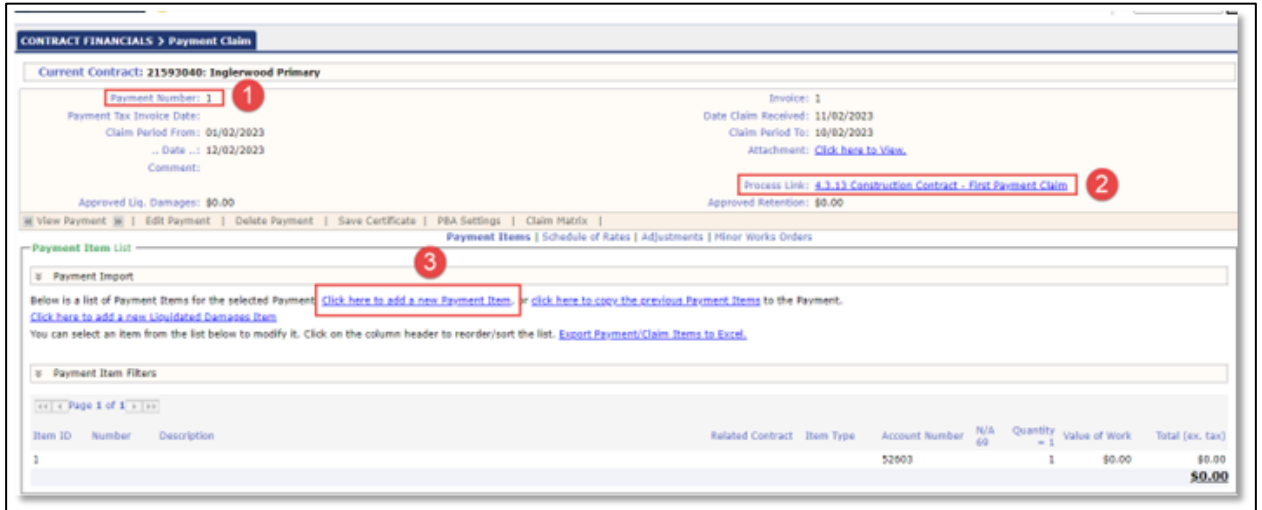 CONTRACT FINANCIALS > Payment Claim
Current Contract: 21593040: Inglerwood Primary
Payment Number: 1
1
Invoice: 1
Payment Tax Invoice Date:
Date Claim Received: 11/02/2023
Claim Period From: 01/02/2023
Claim Period To: 10/02/2023
.. Date ..: 12/02/2023
Attachment: Click here to View.
Comment:
Process Link: 4.3.13 Construction Contract - First Payment Claim
2
Approved Liq. Damages: $0.00
Approved Retention: $0.00
View Payment | Edit Payment | Delete Payment | Save Certificate | PBA Settings | Claim Matrix |
Payment Items | Schedule of Rates | Adjustments | Minor Works Orders
Payment Item List
3
Payment Import
Below is a list of Payment Items for the selected Payment Click here to add a new Payment Item, or click here to copy the previous Payment Items to the Payment.
Click here to add a new Liquidated Damages Item
You can select an item from the list below to modify it. Click on the column header to reorder/sort the list. Export Payment/Claim Items to Excel.
Payment Item Filters
<< < Page 1 of 1 > >>
Item ID Number Description Related Contract Item Type Account Number N/A 69 Quantity = 1 Value of Work Total (ex. tax)
1 52603 1 $0.00 $0.00
$0.00